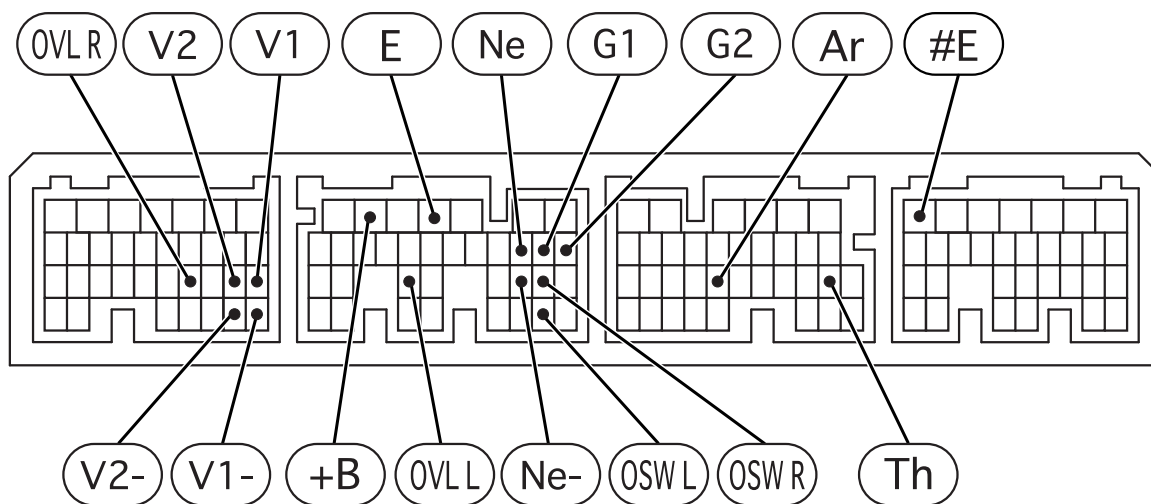 OVL R V2 V1 E Ne G1 G2 Ar #E
V2- V1- +B OVL L Ne- OSW L OSW R Th